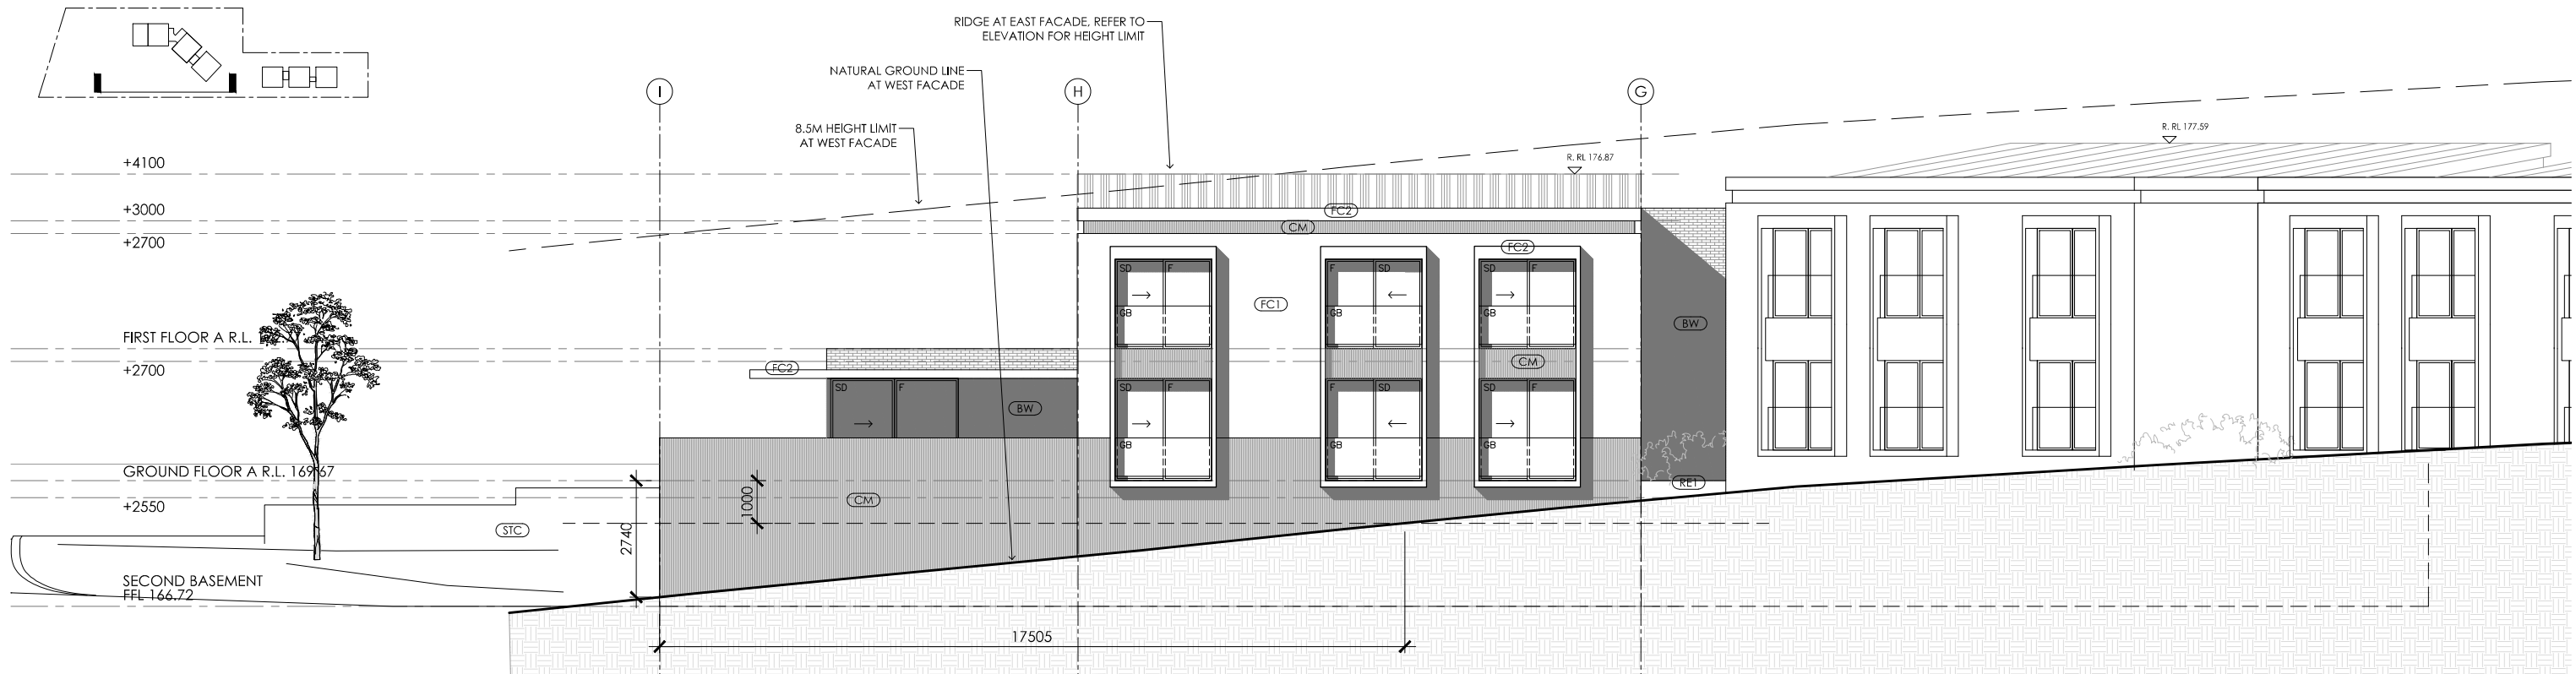 RIDGE AT EAST FACADE, REFER TO
ELEVATION FOR HEIGHT LIMIT
NATURAL GROUND LINE
AT WEST FACADE
8.5M HEIGHT LIMIT
AT WEST FACADE
I
H
G
R. RL 177.59
R. RL 176.87
+4100
+3000
+2700
FC2
CM
FC2
SD F
F SD
SD F
FC1
GB
GB
GB
BW
FIRST FLOOR A R.L.
+2700
FC2
CM
SD F
SD F
F SD
SD F
BW
GB
GB
GB
GROUND FLOOR A R.L. 169.67
+2550
CM
1000
RE1
STC
2740
SECOND BASEMENT
FFL 166.72
17505